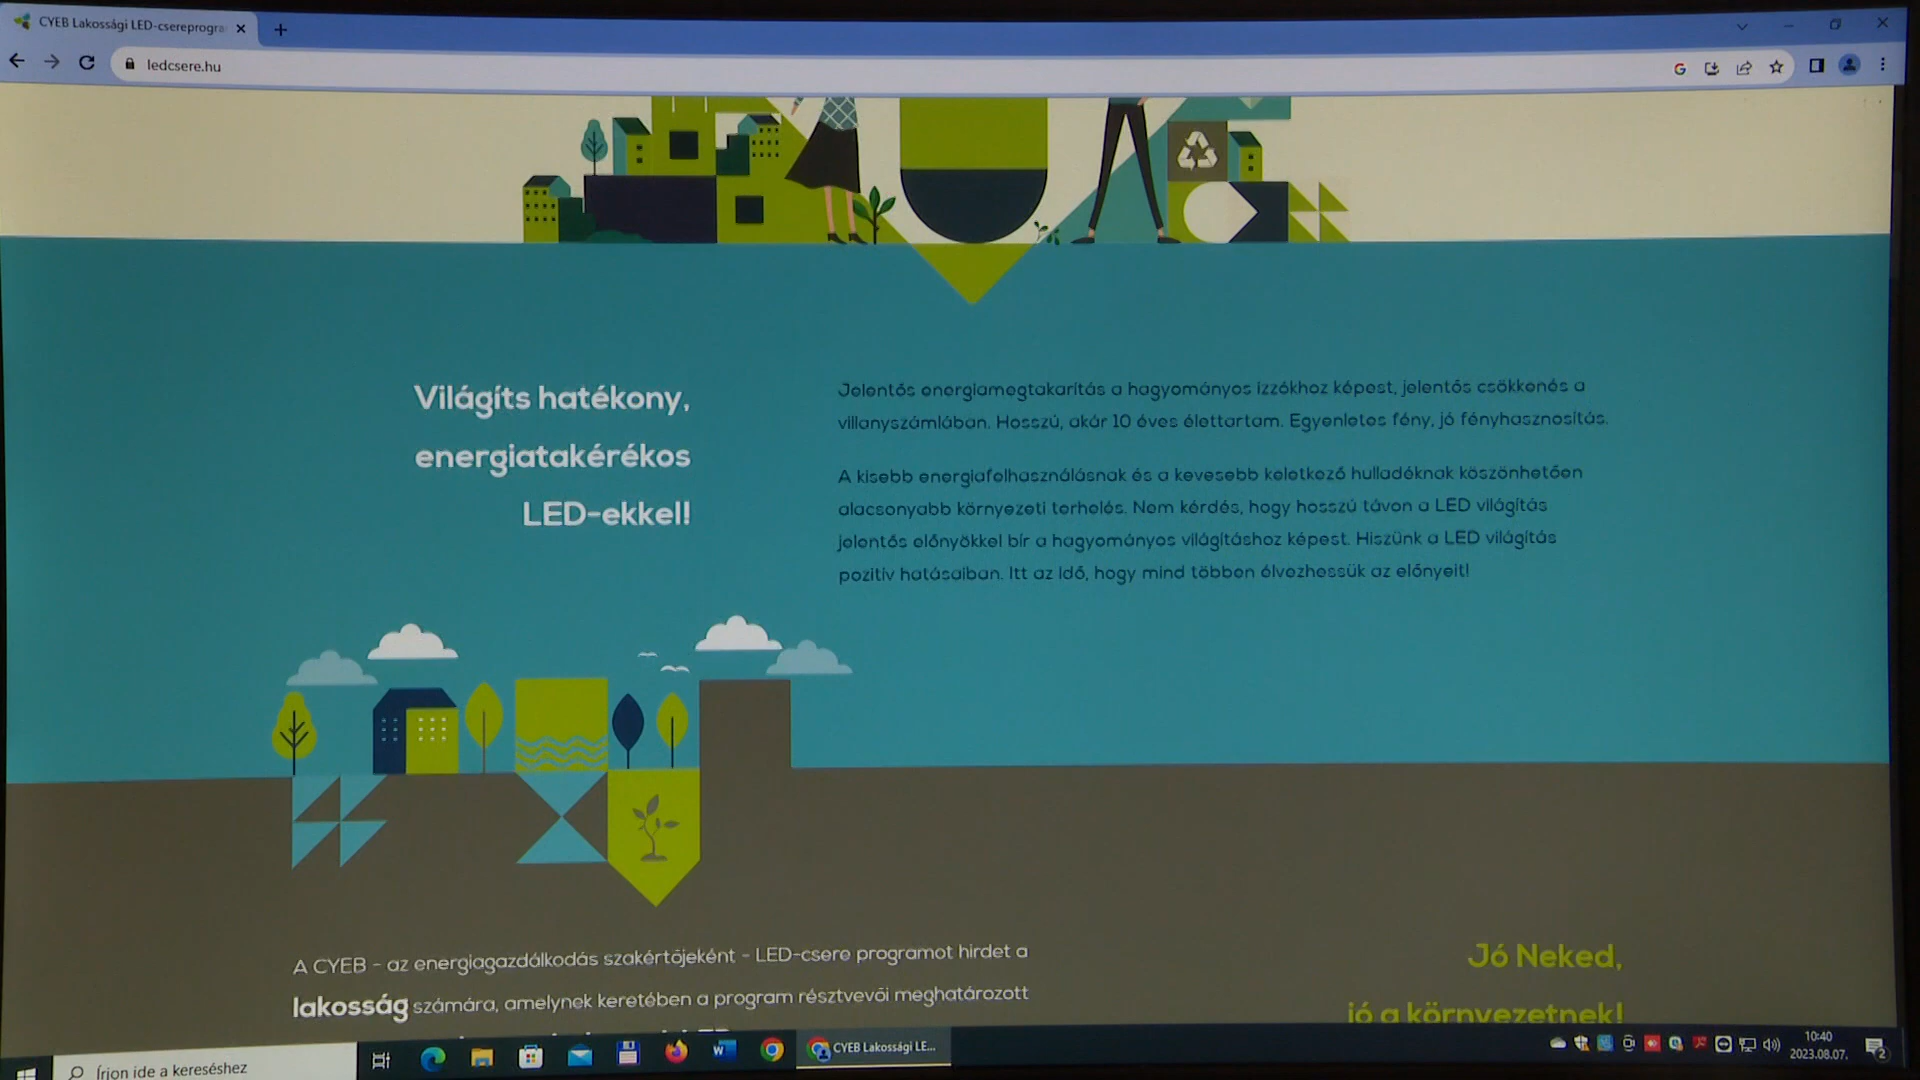 CYEB Lakossági LED-csereprogra
ledcsere.hu
Világíts hatékony,
energiatakérékos
LED-ekkel!
Jelentős energiamegtakarítás a hagyományos izzókhoz képest, jelentős csökkenés a
villanyszámlában. Hosszú, akár 10 éves élettartam. Egyenletes fény, jó fényhasznosítás.
A kisebb energiafelhasználásnak és a kevesebb keletkező hulladéknak köszönhetően
alacsonyabb környezeti terhelés. Nem kérdés, hogy hosszú távon a LED világítás
jelentős előnyökkel bír a hagyományos világításhoz képest. Hiszünk a LED világítás
pozitív hatásaiban. Itt az idő, hogy mind többen élvezhessük az előnyeit!
A CYEB - az energiagazdálkodás szakértőjeként - LED-csere programot hirdet a
lakosság számára, amelynek keretében a program résztvevői meghatározott
Jó Neked,
jó a környezetnek!
Írjon ide a kereséshez
CYEB Lakossági LE...
10:40
2023.08.07.
2